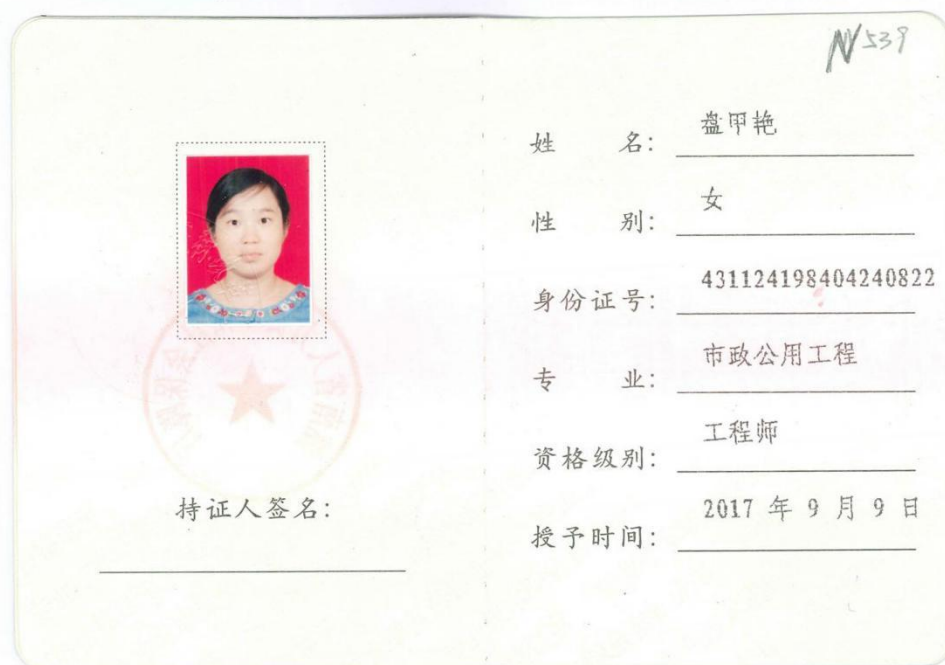 N539
持证人签名：
姓 名： 盘甲艳
性 别： 女
身份证号： 431124198404240822
专 业： 市政公用工程
资格级别： 工程师
授予时间： 2017 年 9 月 9 日